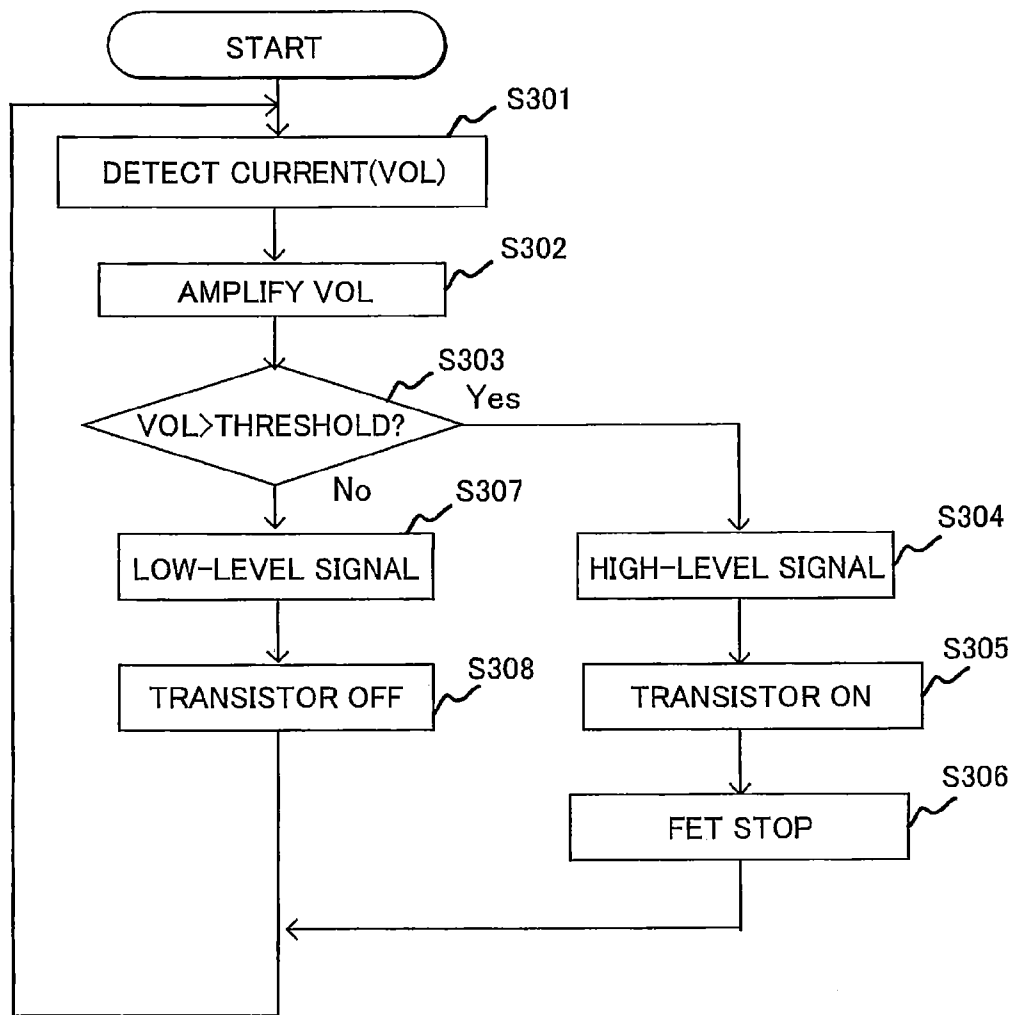 START
S301
DETECT CURRENT(VOL)
S302
AMPLIFY VOL
S303
VOL>THRESHOLD?
Yes
No
S307
LOW-LEVEL SIGNAL
S304
HIGH-LEVEL SIGNAL
S308
TRANSISTOR OFF
S305
TRANSISTOR ON
S306
FET STOP